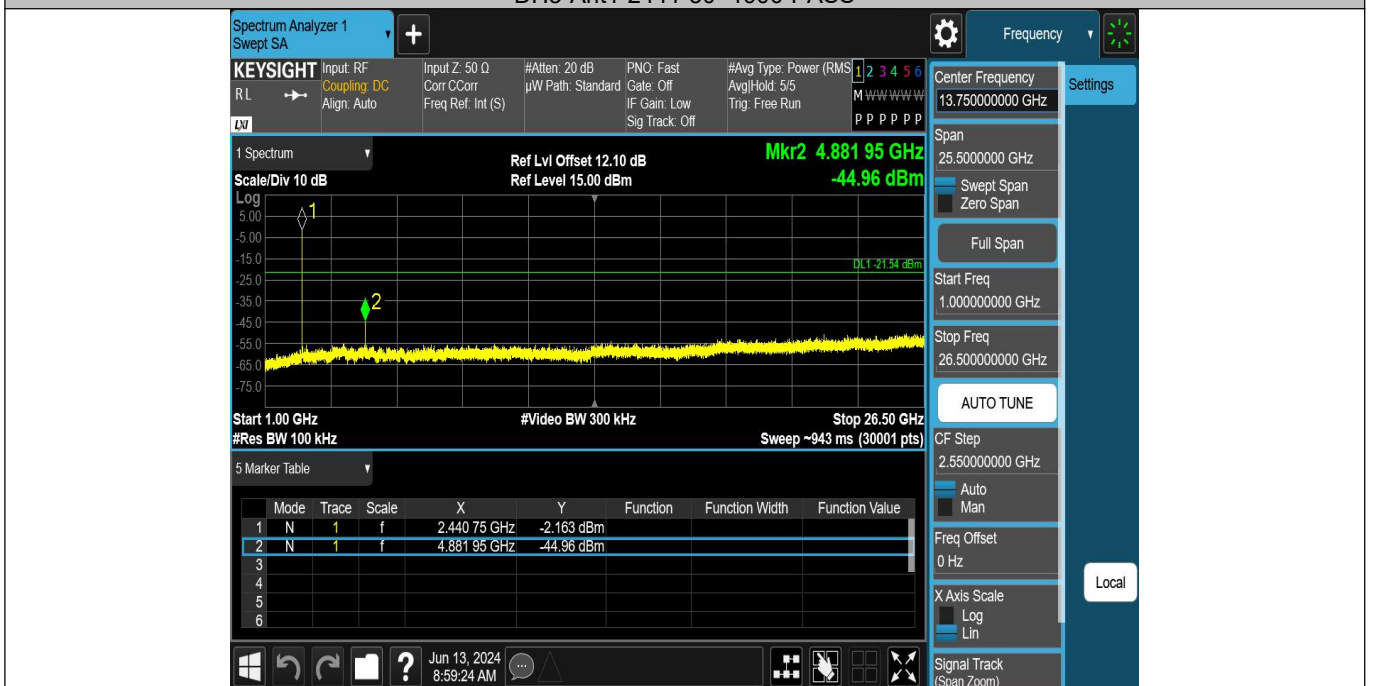 Spectrum Analyzer 1
Swept SA
+
Frequency
KEYSIGHT
RL
LXI
Input: RF
Coupling: DC
Align: Auto
Input Z: 50 Ω
Corr CCorr
Freq Ref: Int (S)
#Atten: 20 dB
µW Path: Standard
PNO: Fast
Gate: Off
IF Gain: Low
Sig Track: Off
#Avg Type: Power (RMS
Avg|Hold: 5/5
Trig: Free Run
1 2 3 4 5 6
M W W W W W
P P P P P P
1 Spectrum
Scale/Div 10 dB
Ref Lvl Offset 12.10 dB
Ref Level 15.00 dBm
Mkr2 4.881 95 GHz
-44.96 dBm
Log
5.00
-5.00
-15.0
-25.0
-35.0
-45.0
-55.0
-65.0
-75.0
1
2
DL1 -21.54 dBm
Start 1.00 GHz
#Res BW 100 kHz
#Video BW 300 kHz
Stop 26.50 GHz
Sweep ~943 ms (30001 pts)
5 Marker Table
Mode Trace Scale X Y Function Function Width Function Value
1 N 1 f 2.440 75 GHz -2.163 dBm
2 N 1 f 4.881 95 GHz -44.96 dBm
3
4
5
6
?
Jun 13, 2024
8:59:24 AM
Center Frequency
13.750000000 GHz
Settings
Span
25.5000000 GHz
Swept Span
Zero Span
Full Span
Start Freq
1.000000000 GHz
Stop Freq
26.500000000 GHz
AUTO TUNE
CF Step
2.550000000 GHz
Auto
Man
Freq Offset
0 Hz
X Axis Scale
Log
Lin
Local
Signal Track
(Span Zoom)